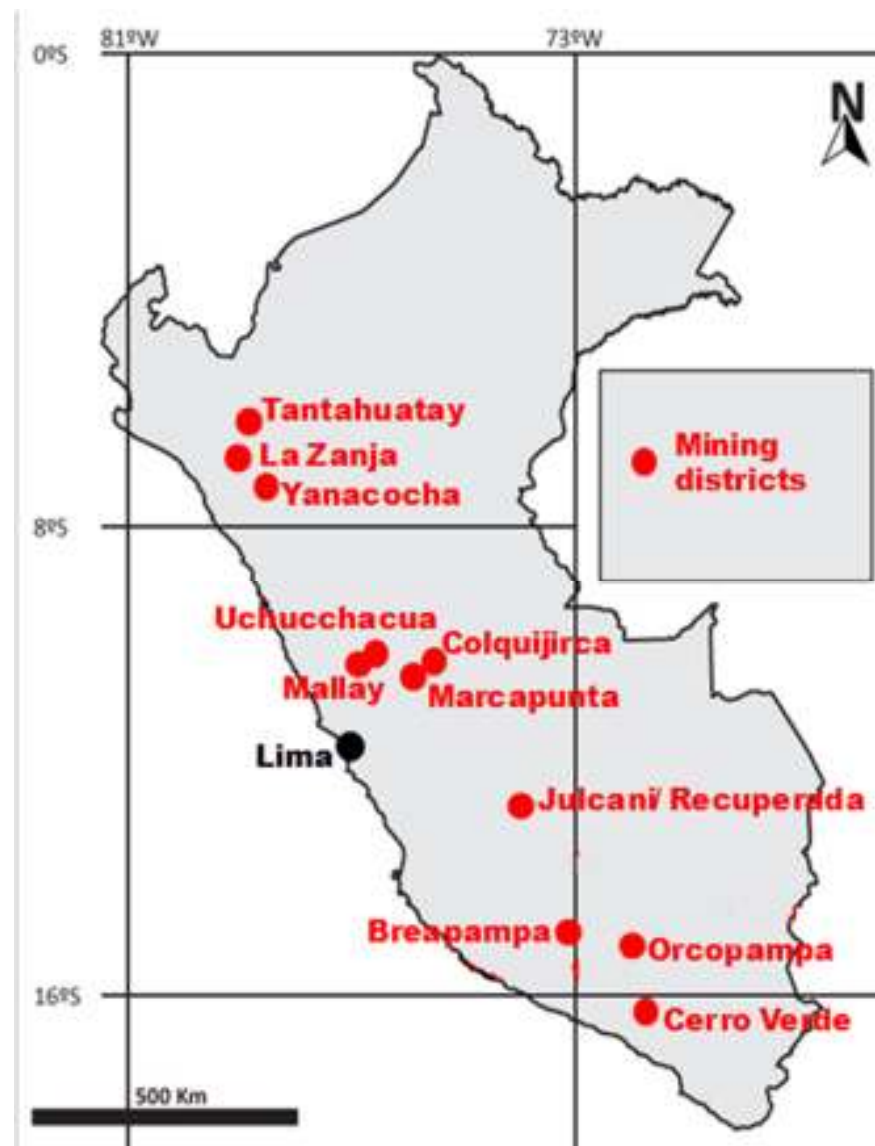 81ºW
73ºW
0ºS
N
Tantahuatay
La Zanja
Yanacocha
Mining
districts
8ºS
Uchucchacua
Colquijirca
Mallay
Marcapunta
Lima
Julcani/ Recuperada
Breapampa
Orcopampa
16ºS
Cerro Verde
500 Km